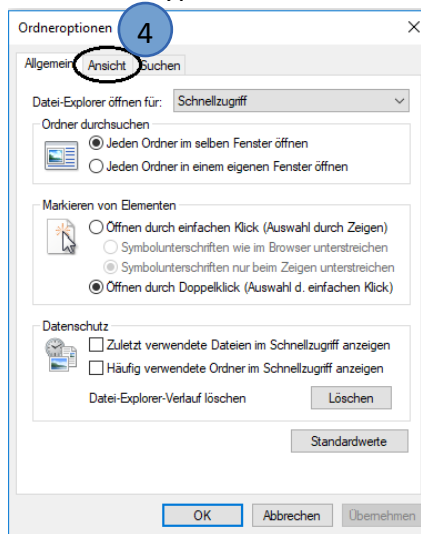 Ordneroptionen
4
Allgemein Ansicht Suchen
Datei-Explorer öffnen für: Schnellzugriff
Ordner durchsuchen
Jeden Ordner im selben Fenster öffnen
Jeden Ordner in einem eigenen Fenster öffnen
Markieren von Elementen
Öffnen durch einfachen Klick (Auswahl durch Zeigen)
Symbolunterschriften wie im Browser unterstreichen
Symbolunterschriften nur beim Zeigen unterstreichen
Öffnen durch Doppelklick (Auswahl d. einfachen Klick)
Datenschutz
Zuletzt verwendete Dateien im Schnellzugriff anzeigen
Häufig verwendete Ordner im Schnellzugriff anzeigen
Datei-Explorer-Verlauf löschen Löschen
Standardwerte
OK Abbrechen Übernehmen